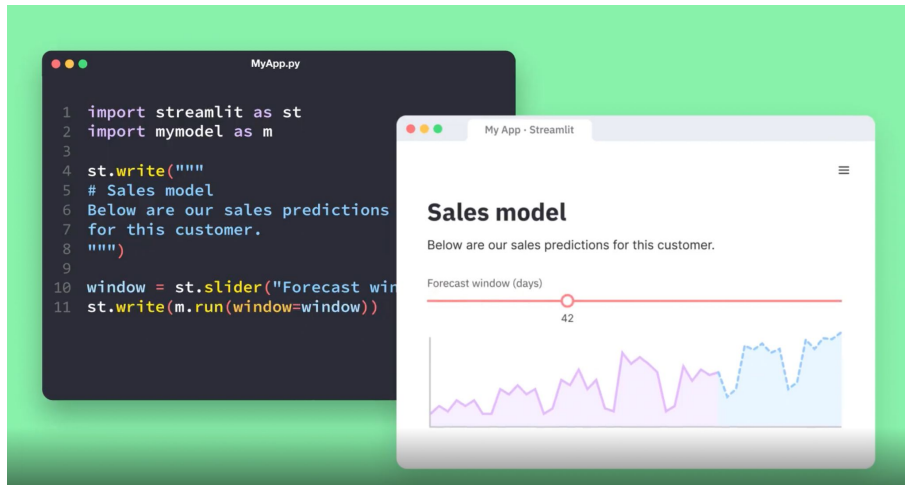 MyApp.py
1 import streamlit as st
2 import mymodel as m
3
4 st.write("""
5 # Sales model
6 Below are our sales predictions
7 for this customer.
8 """)
9
10 window = st.slider("Forecast win
11 st.write(m.run(window=window))
My App · Streamlit
Sales model
Below are our sales predictions for this customer.
Forecast window (days)
42